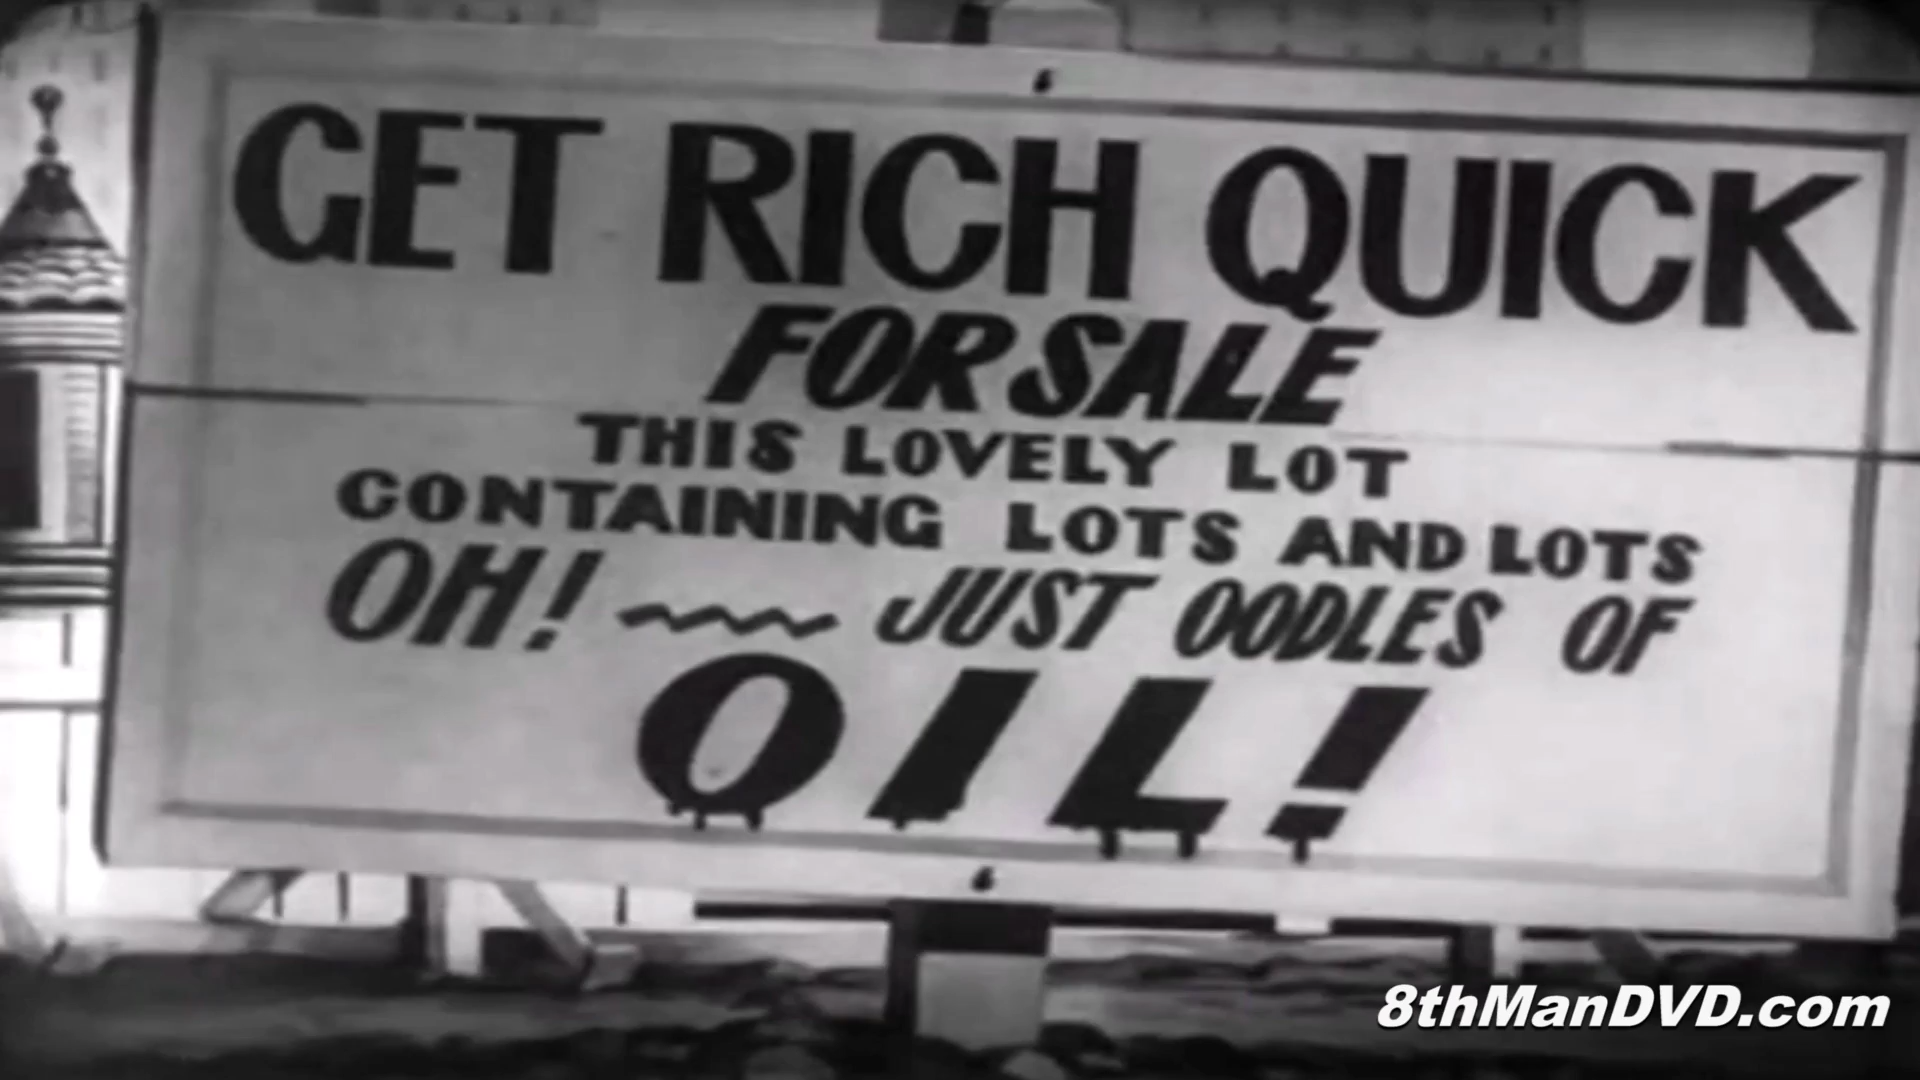 GET RICH QUICK
FOR SALE
THIS LOVELY LOT
CONTAINING LOTS AND LOTS
OH! JUST OODLES OF
OIL!
8thManDVD.com